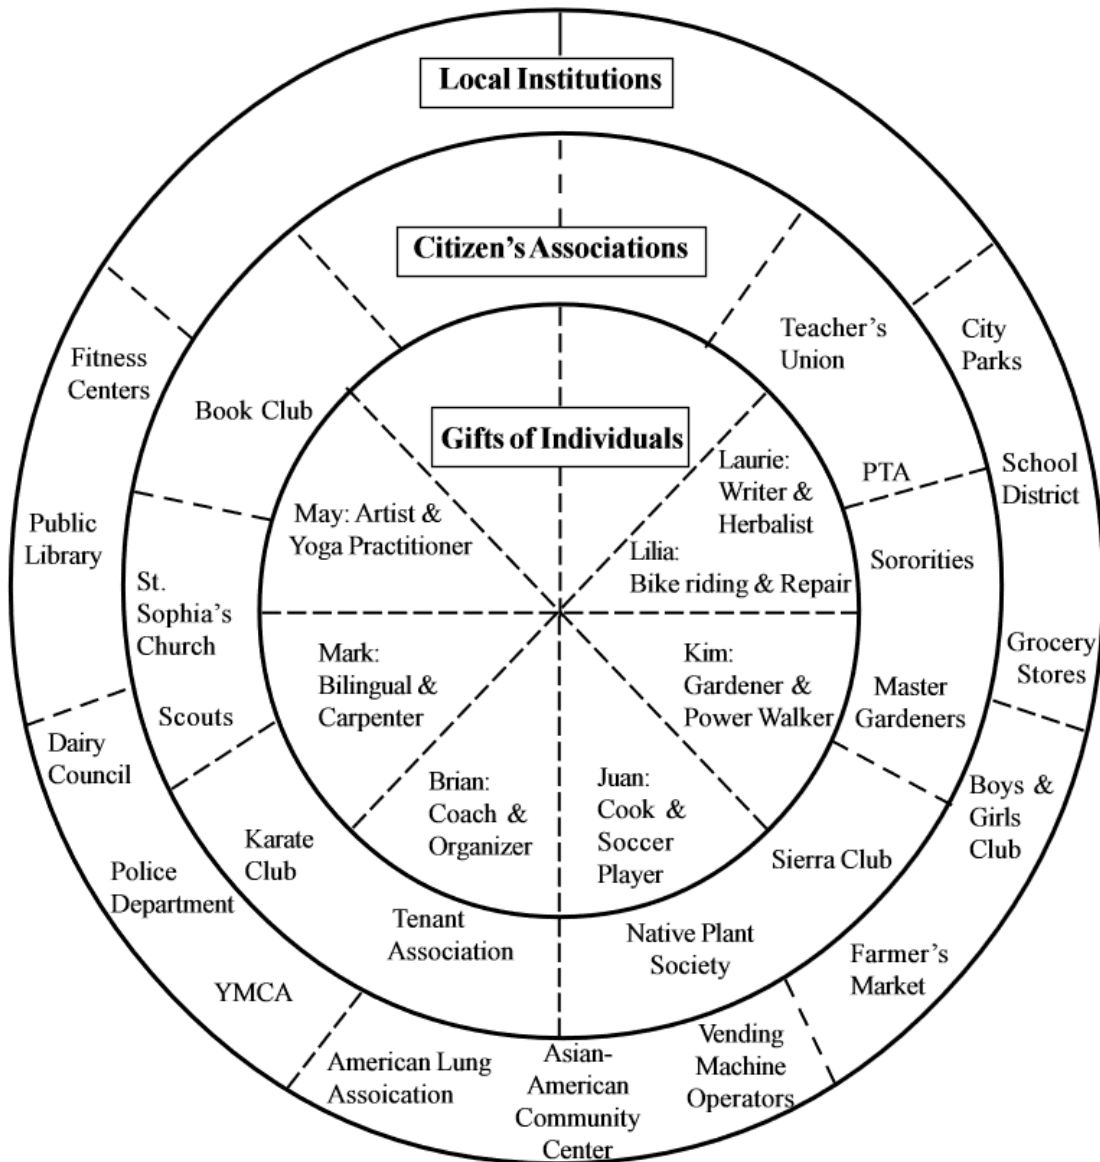 Local Institutions
Citizen's Associations
Gifts of Individuals
Fitness
Centers
Public
Library
Dairy
Council
Police
Department
YMCA
American Lung
Assoication
Asian-
American
Community
Center
Vending
Machine
Operators
Farmer's
Market
Boys &
Girls
Club
Grocery
Stores
School
District
City
Parks
Book Club
St.
Sophia's
Church
Scouts
Karate
Club
Tenant
Association
Native Plant
Society
Sierra Club
Master
Gardeners
Sororities
PTA
Teacher's
Union
May: Artist &
Yoga Practitioner
Mark:
Bilingual &
Carpenter
Brian:
Coach &
Organizer
Juan:
Cook &
Soccer
Player
Kim:
Gardener &
Power Walker
Lilia:
Bike riding & Repair
Laurie:
Writer &
Herbalist